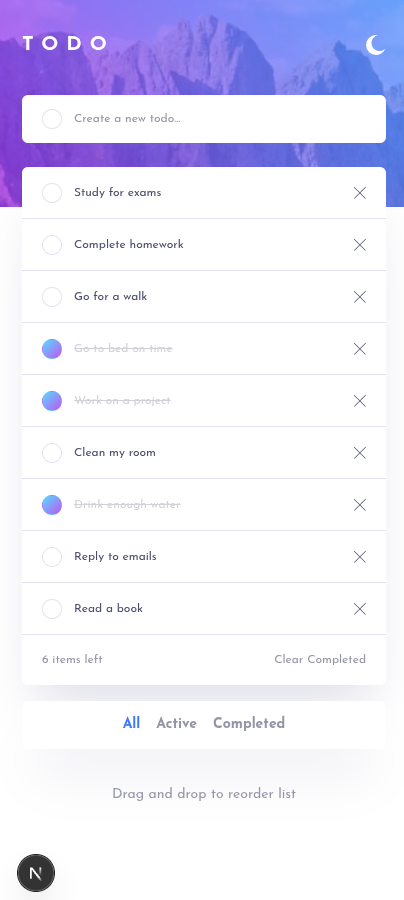 TODO
Create a new todo...
Study for exams
Complete homework
Go for a walk
Go to bed on time
Work on a project
Clean my room
Drink enough water
Reply to emails
Read a book
6 items left Clear Completed
All Active Completed
Drag and drop to reorder list
N